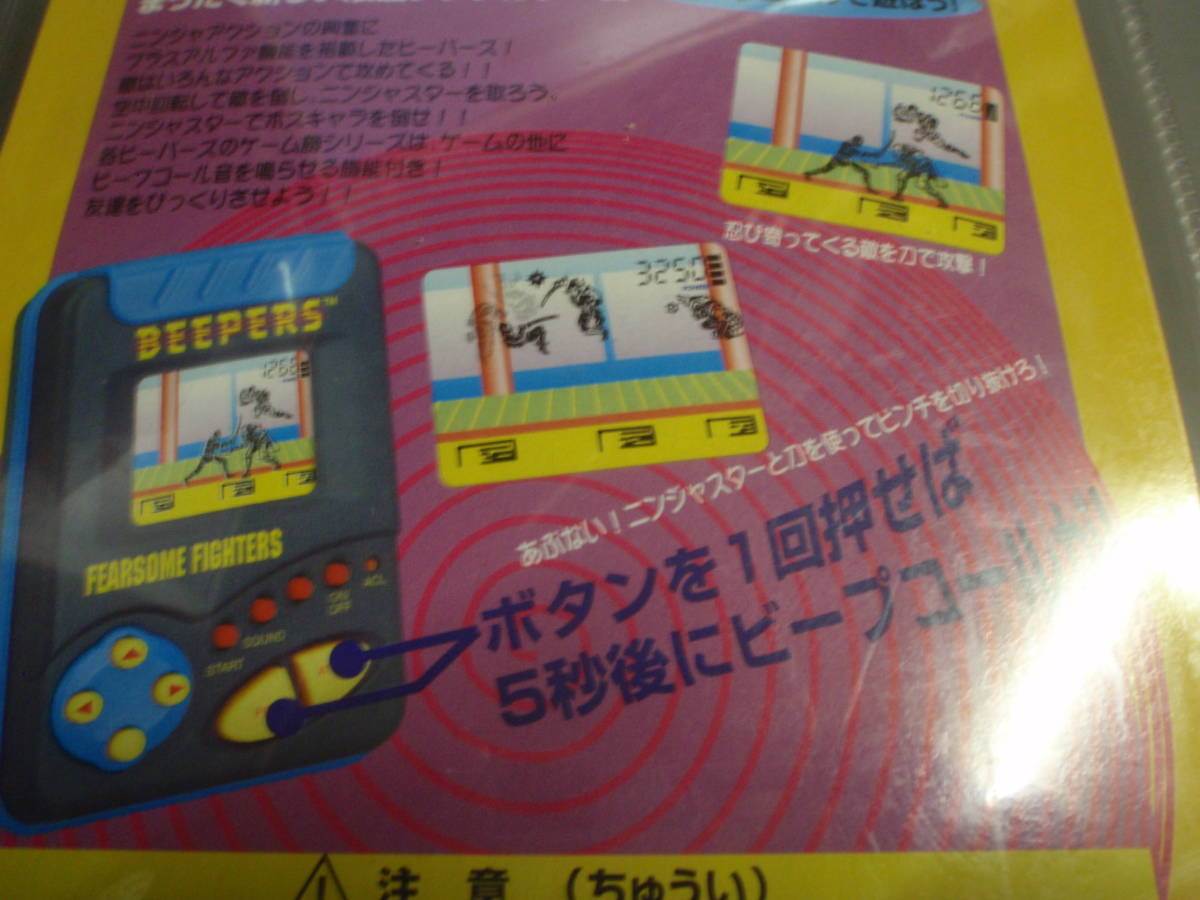 で遊ぼう!
ニンジャアクションの興奮に
プラスアルファ機能を搭載したビーパーズ!
敵はいろんなアクションで攻めてくる!!
空中回転して敵を倒し、ニンジャスターを取ろう。
ニンジャスターでボスキャラを倒せ!!
各ビーパーズのゲーム機シリーズは、ゲームの他に
ビープコール音を鳴らせる機能付き!
友達をびっくりさせよう!!
1268
忍び寄ってくる敵を刀で攻撃!
3250
あぶない!ニンジャスターと刀を使ってピンチを切り抜けろ!
BEEPERS™
1268
FEARSOME FIGHTERS
ACL
ON
OFF
SOUND
START
ボタンを1回押せば
5秒後にビープコール
注 意 (ちゅうい)